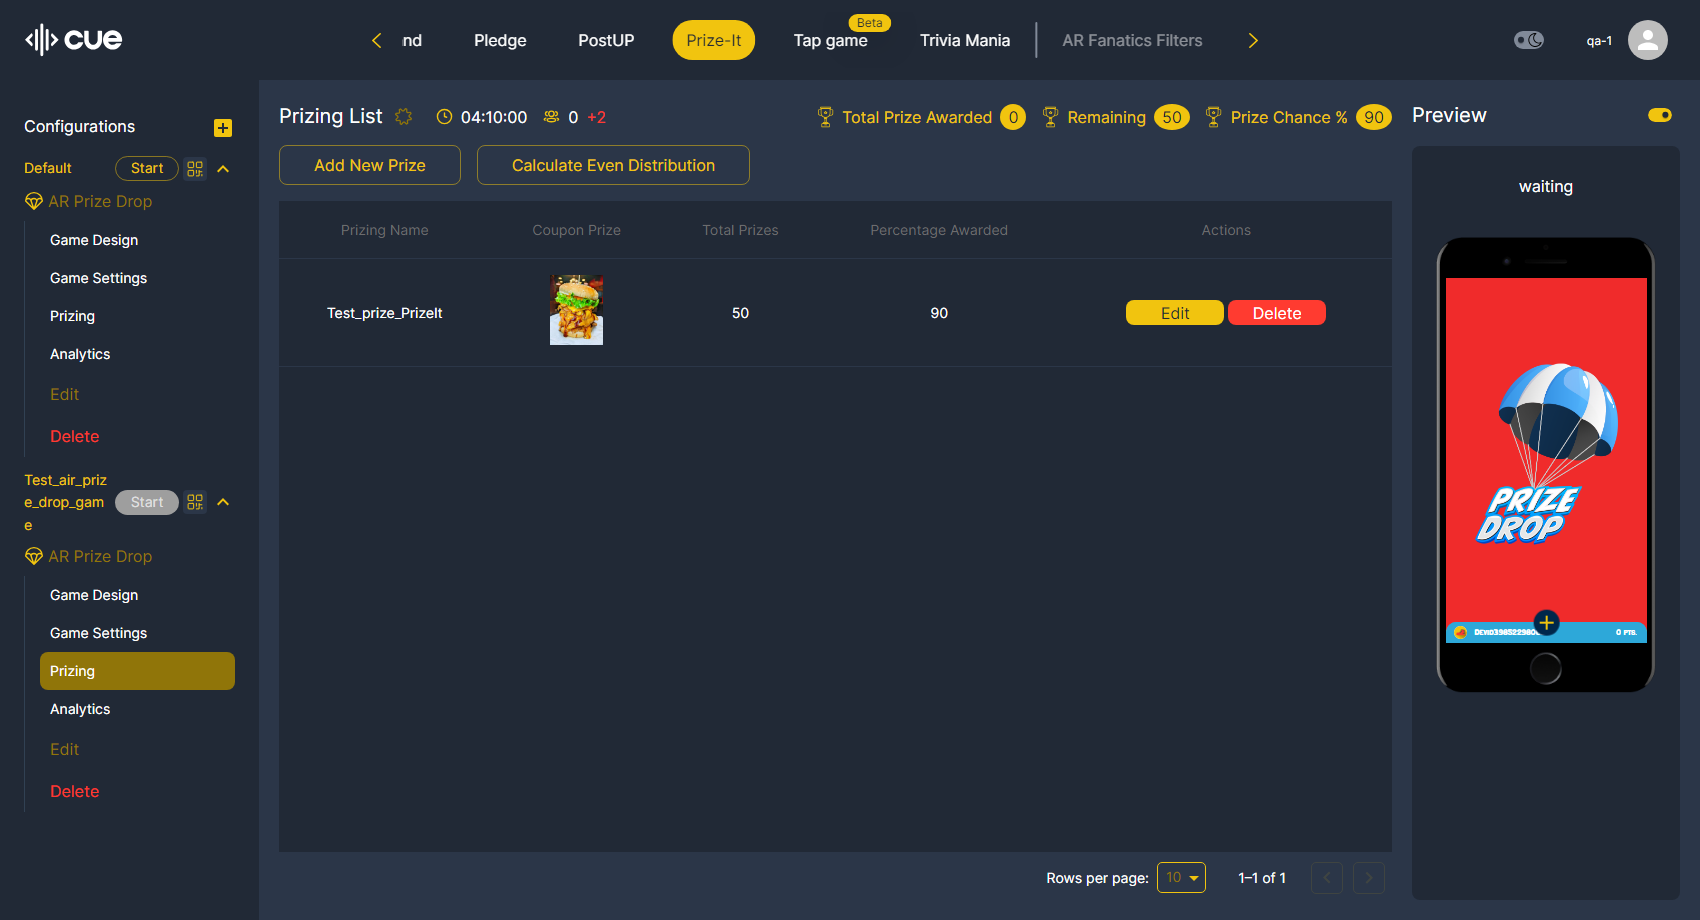 cue
nd
Pledge
PostUP
Prize-It
Beta
Tap game
Trivia Mania
AR Fanatics Filters
qa-1
Configurations
Default
Start
AR Prize Drop
Game Design
Game Settings
Prizing
Analytics
Edit
Delete
Test_air_priz
e_drop_gam
e
Start
AR Prize Drop
Game Design
Game Settings
Prizing
Analytics
Edit
Delete
Prizing List
04:10:00
0 +2
Total Prize Awarded 0
Remaining 50
Prize Chance % 90
Add New Prize
Calculate Even Distribution
Prizing Name
Coupon Prize
Total Prizes
Percentage Awarded
Actions
Test_prize_PrizeIt
50
90
Edit
Delete
Rows per page: 10
1–1 of 1
Preview
waiting
PRIZE
DROP
0 PTS.